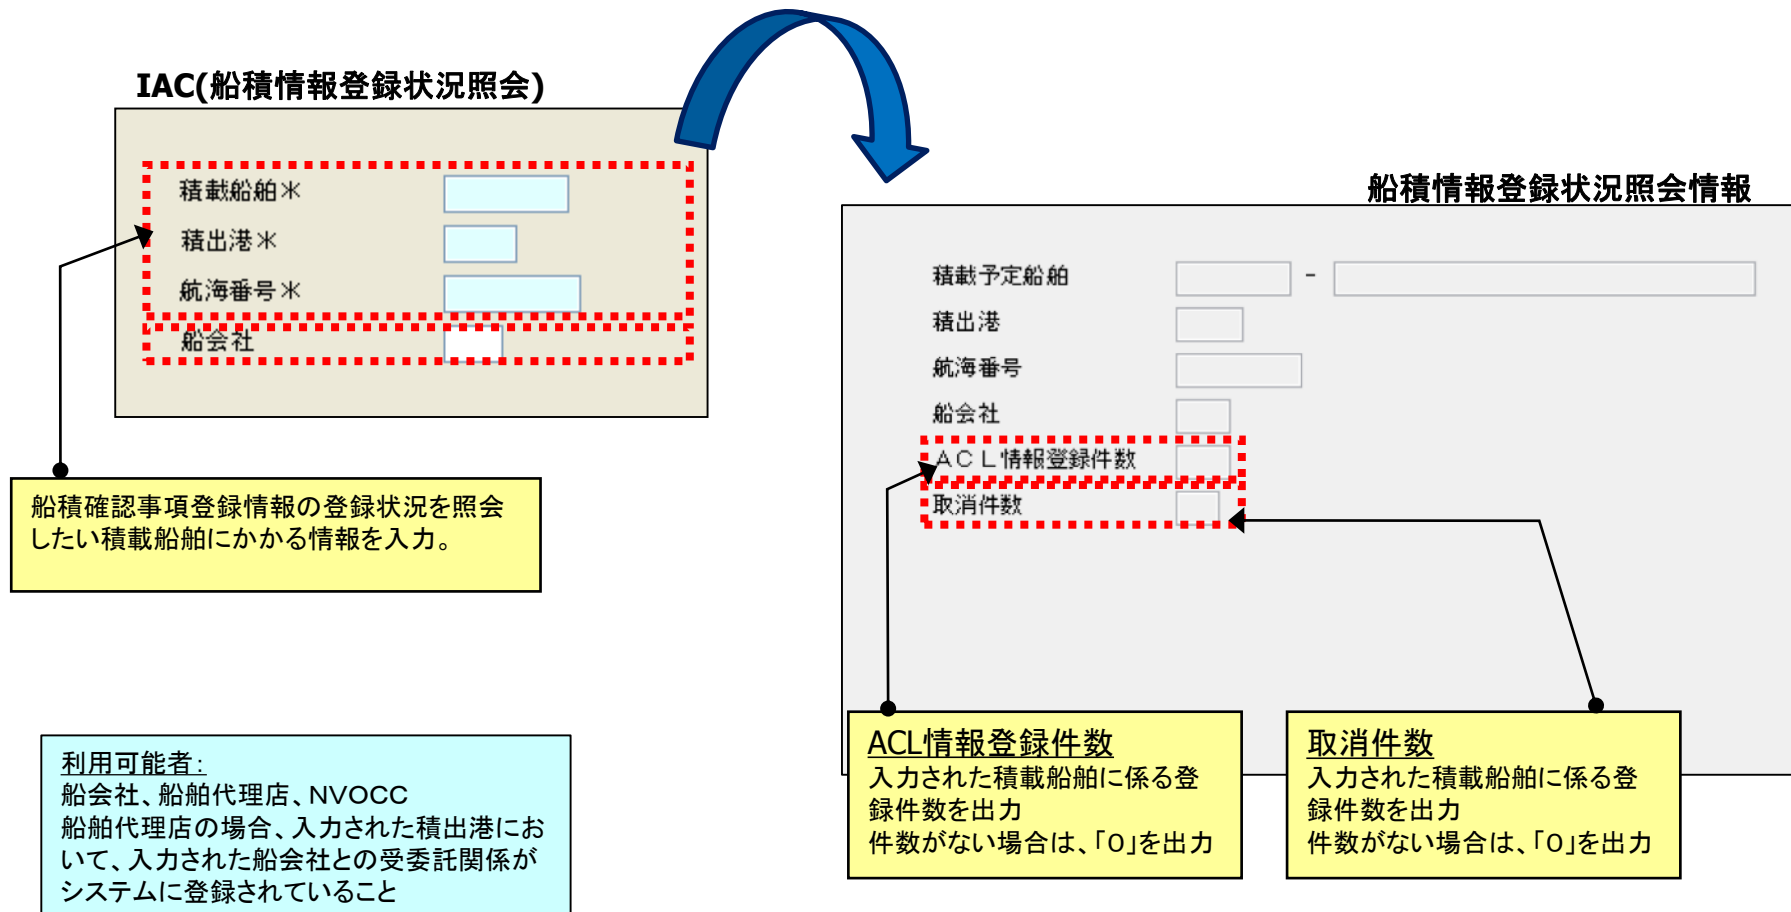 IAC(船積情報登録状況照会)
積載船舶＊
積出港＊
航海番号＊
船会社
船積確認事項登録情報の登録状況を照会
したい積載船舶にかかる情報を入力。
利用可能者：
船会社、船舶代理店、NVOCC
船舶代理店の場合、入力された積出港にお
いて、入力された船会社との受委託関係が
システムに登録されていること
船積情報登録状況照会情報
積載予定船舶 -
積出港
航海番号
船会社
ＡＣＬ情報登録件数
取消件数
ACL情報登録件数
入力された積載船舶に係る登
録件数を出力
件数がない場合は、「0」を出力
取消件数
入力された積載船舶に係る登
録件数を出力
件数がない場合は、「0」を出力